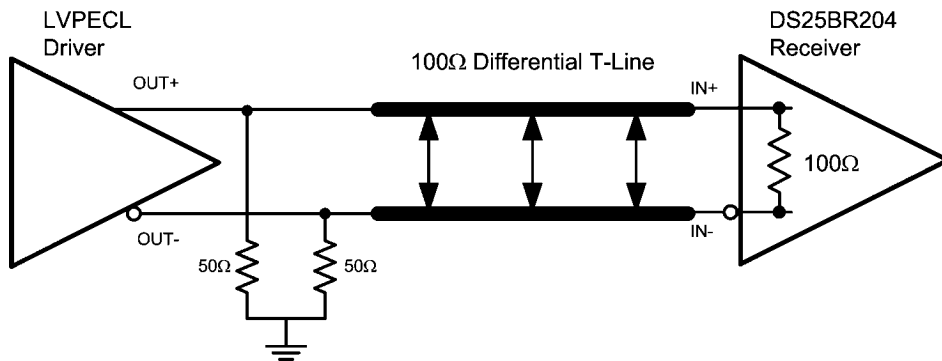 LVPECL
Driver
DS25BR204
Receiver
100Ω Differential T-Line
OUT+
IN+
100Ω
OUT-
IN-
50Ω
50Ω